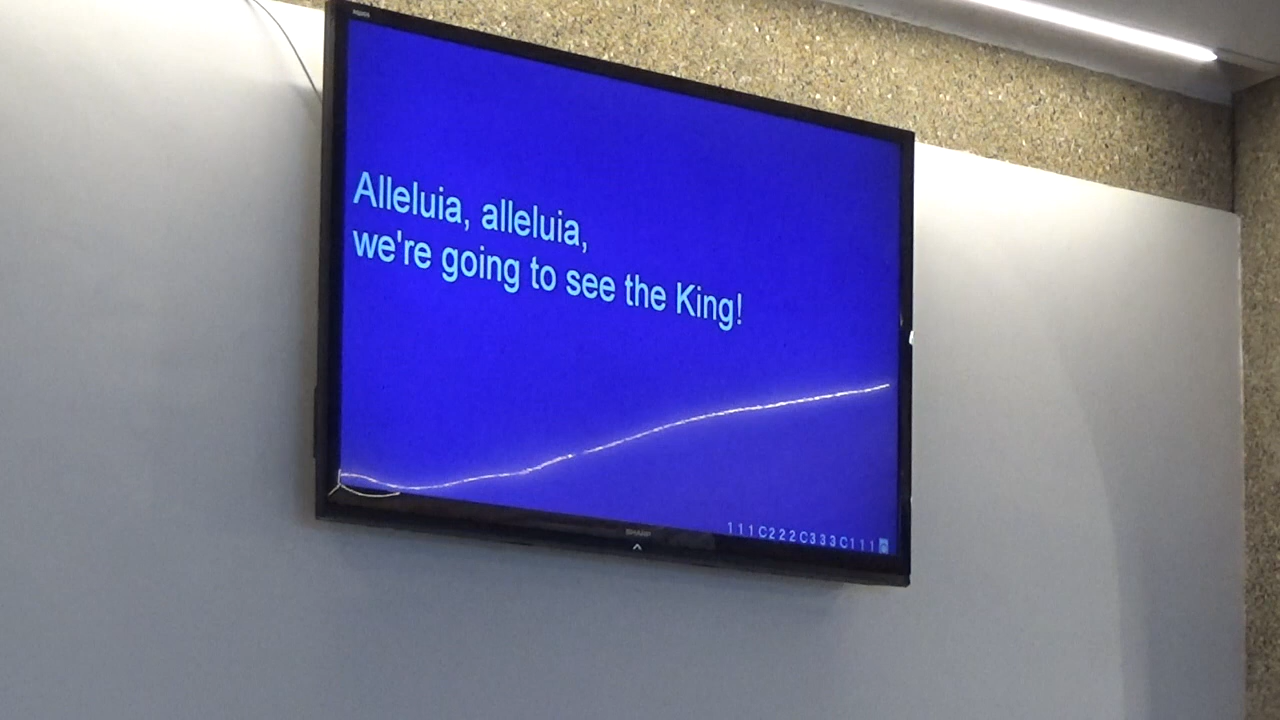 Alleluia, alleluia,
we're going to see the King!
SHARP
1 1 1 C 2 2 2 C 3 3 3 C 1 1 1